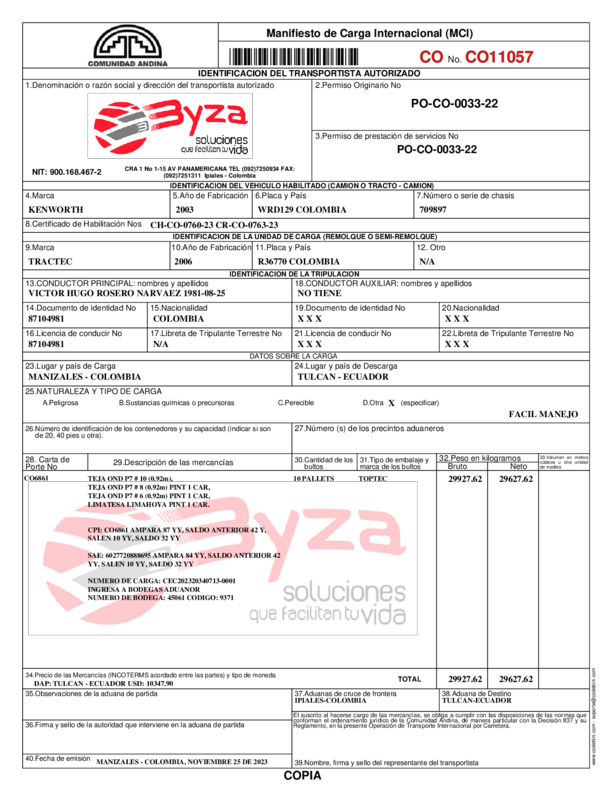 Manifiesto de Carga Internacional (MCI)
COMUNIDAD ANDINA
CO No. CO11057
IDENTIFICACION DEL TRANSPORTISTA AUTORIZADO
1.Denominación o razón social y dirección del transportista autorizado
2.Permiso Originario No
PO-CO-0033-22
Byza
soluciones
que facilitan tu vida
3.Permiso de prestación de servicios No
PO-CO-0033-22
NIT: 900.168.467-2
CRA 1 No 1-15 AV PANAMERICANA TEL (092)7250934 FAX:
(092)7251311 Ipiales - Colombia
IDENTIFICACION DEL VEHICULO HABILITADO (CAMION O TRACTO - CAMION)
4.Marca
5.Año de Fabricación
6.Placa y País
7.Número o serie de chasis
KENWORTH
2003
WRD129 COLOMBIA
709897
8.Certificado de Habilitación Nos
CH-CO-0760-23 CR-CO-0763-23
IDENTIFICACION DE LA UNIDAD DE CARGA (REMOLQUE O SEMI-REMOLQUE)
9.Marca
10.Año de Fabricación
11.Placa y País
12. Otro
TRACTEC
2006
R36770 COLOMBIA
N/A
IDENTIFICACION DE LA TRIPULACION
13.CONDUCTOR PRINCIPAL: nombres y apellidos
18.CONDUCTOR AUXILIAR: nombres y apellidos
VICTOR HUGO ROSERO NARVAEZ 1981-08-25
NO TIENE
14.Documento de identidad No
15.Nacionalidad
19.Documento de identidad No
20.Nacionalidad
87104981
COLOMBIA
X X X
X X X
16.Licencia de conducir No
17.Libreta de Tripulante Terrestre No
21.Licencia de conducir No
22.Libreta de Tripulante Terrestre No
87104981
N/A
X X X
X X X
DATOS SOBRE LA CARGA
23.Lugar y país de Carga
24.Lugar y país de Descarga
MANIZALES - COLOMBIA
TULCAN - ECUADOR
25.NATURALEZA Y TIPO DE CARGA
A.Peligrosa
B.Sustancias químicas o precursoras
C.Perecible
D.Otra X (especificar)
FACIL MANEJO
26.Número de identificación de los contenedores y su capacidad (indicar si son
de 20, 40 pies u otra).
27.Número (s) de los precintos aduaneros
28. Carta de
Porte No
29.Descripción de las mercancías
30.Cantidad de los
bultos
31.Tipo de embalaje y
marca de los bultos
32.Peso en kilogramos
Bruto
Neto
33.Volumen en metros
cúbicos u otra unidad
de medida
CO6861
TEJA OND P7 # 10 (0.92m),
10 PALLETS
TOPTEC
29927.62
29627.62
TEJA OND P7 # 8 (0.92m) PINT 1 CAR,
TEJA OND P7 # 6 (0.92m) PINT 1 CAR,
LIMATESA LIMAHOYA PINT 1 CAR.
CPI: CO6861 AMPARA 87 YY, SALDO ANTERIOR 42 Y,
SALEN 10 YY, SALDO 32 YY
SAE: 6027720888695 AMPARA 84 YY, SALDO ANTERIOR 42
YY, SALEN 10 YY, SALDO 32 YY
NUMERO DE CARGA: CEC202320340713-0001
INGRESA A BODEGAS ADUANOR
NUMERO DE BODEGA: 45061 CODIGO: 9371
Byza
soluciones
que facilitan tu vida
34.Precio de las Mercancías (INCOTERMS acordado entre las partes) y tipo de moneda
DAP: TULCAN - ECUADOR USD: 10347.90
TOTAL
29927.62
29627.62
35.Observaciones de la aduana de partida
37.Aduanas de cruce de frontera
IPIALES-COLOMBIA
38.Aduana de Destino
TULCAN-ECUADOR
El suscrito al hacerse cargo de las mercancías, se obliga a cumplir con las disposiciones de las normas que
conforman el ordenamiento jurídico de la Comunidad Andina, de manera particular con la Decisión 837 y su
Reglamento, en la presente Operación de Transporte Internacional por Carretera.
36.Firma y sello de la autoridad que interviene en la aduana de partida
40.Fecha de emisión
MANIZALES - COLOMBIA, NOVIEMBRE 25 DE 2023
39.Nombre, firma y sello del representante del transportista
COPIA